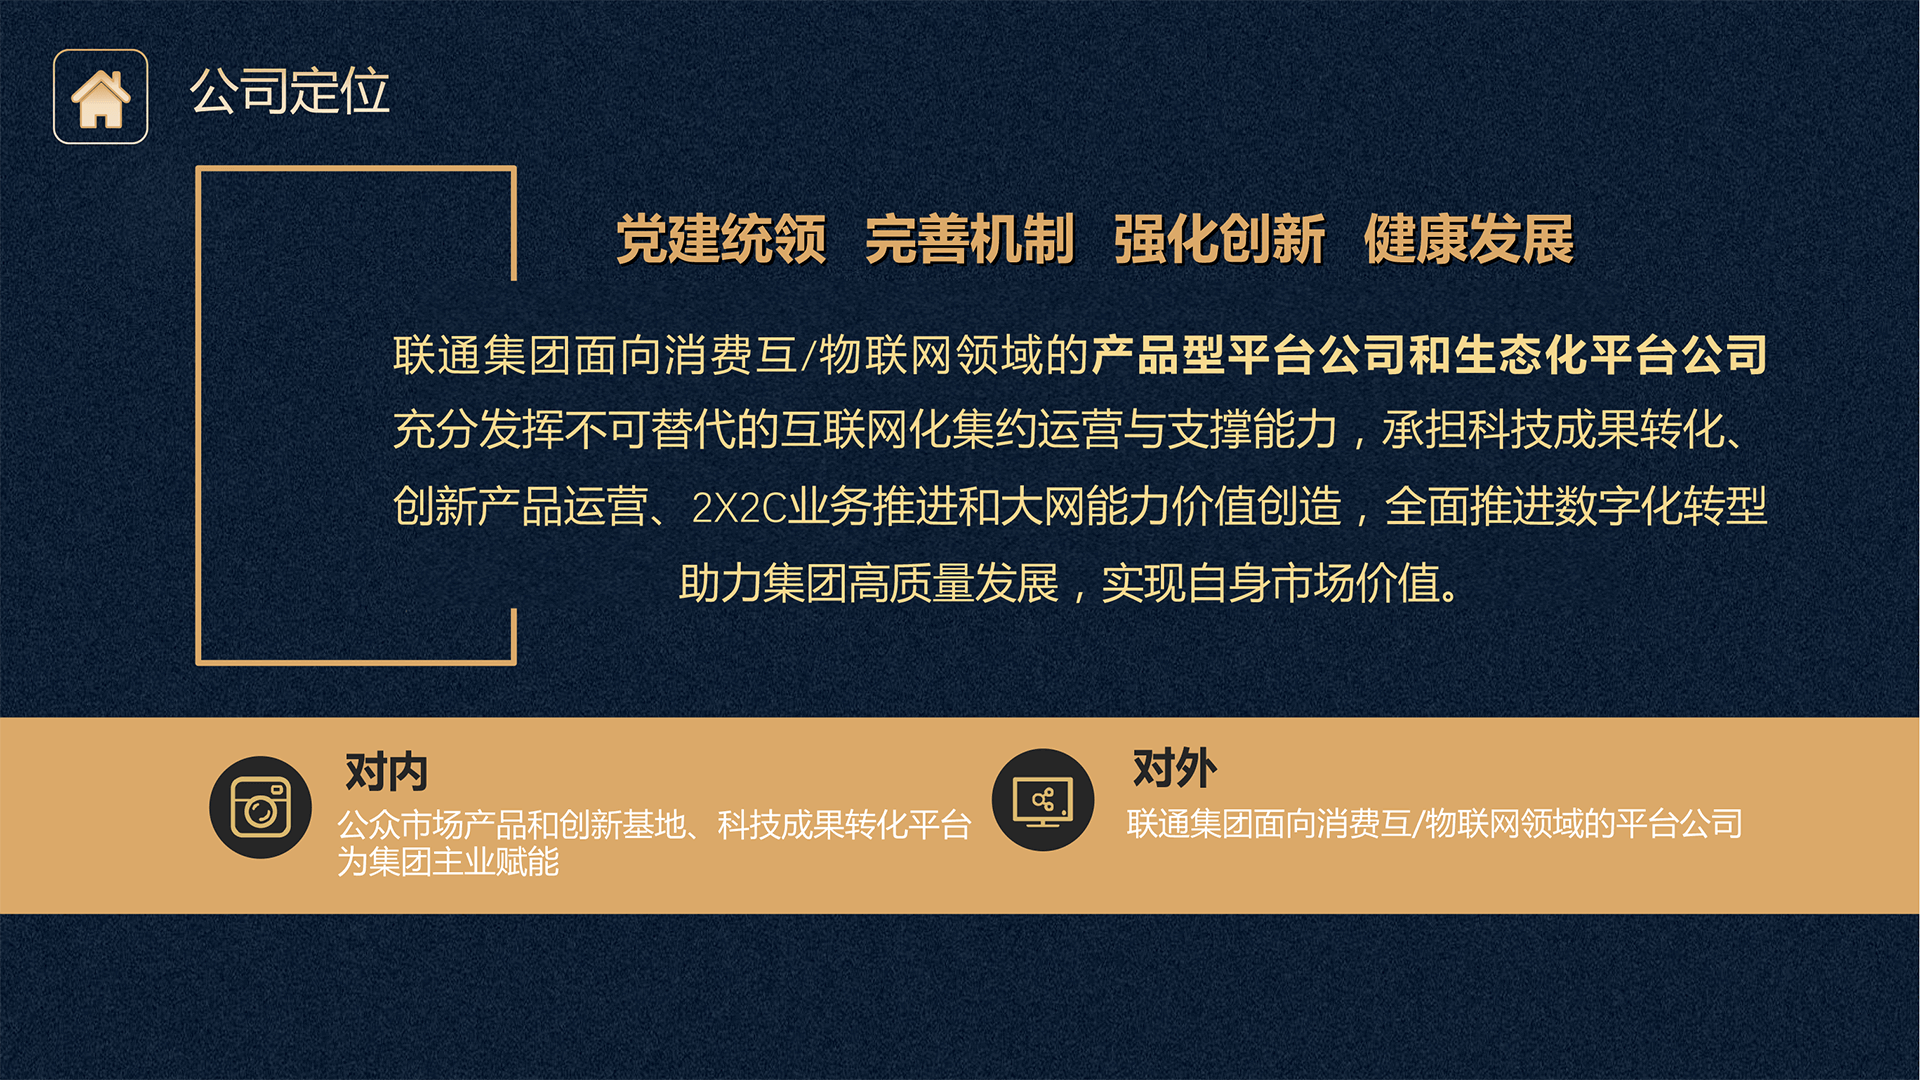 公司定位
党建统领 完善机制 强化创新 健康发展
联通集团面向消费互/物联网领域的产品型平台公司和生态化平台公司
充分发挥不可替代的互联网化集约运营与支撑能力，承担科技成果转化、
创新产品运营、2X2C业务推进和大网能力价值创造，全面推进数字化转型
助力集团高质量发展，实现自身市场价值。
对内
公众市场产品和创新基地、科技成果转化平台
为集团主业赋能
对外
联通集团面向消费互/物联网领域的平台公司